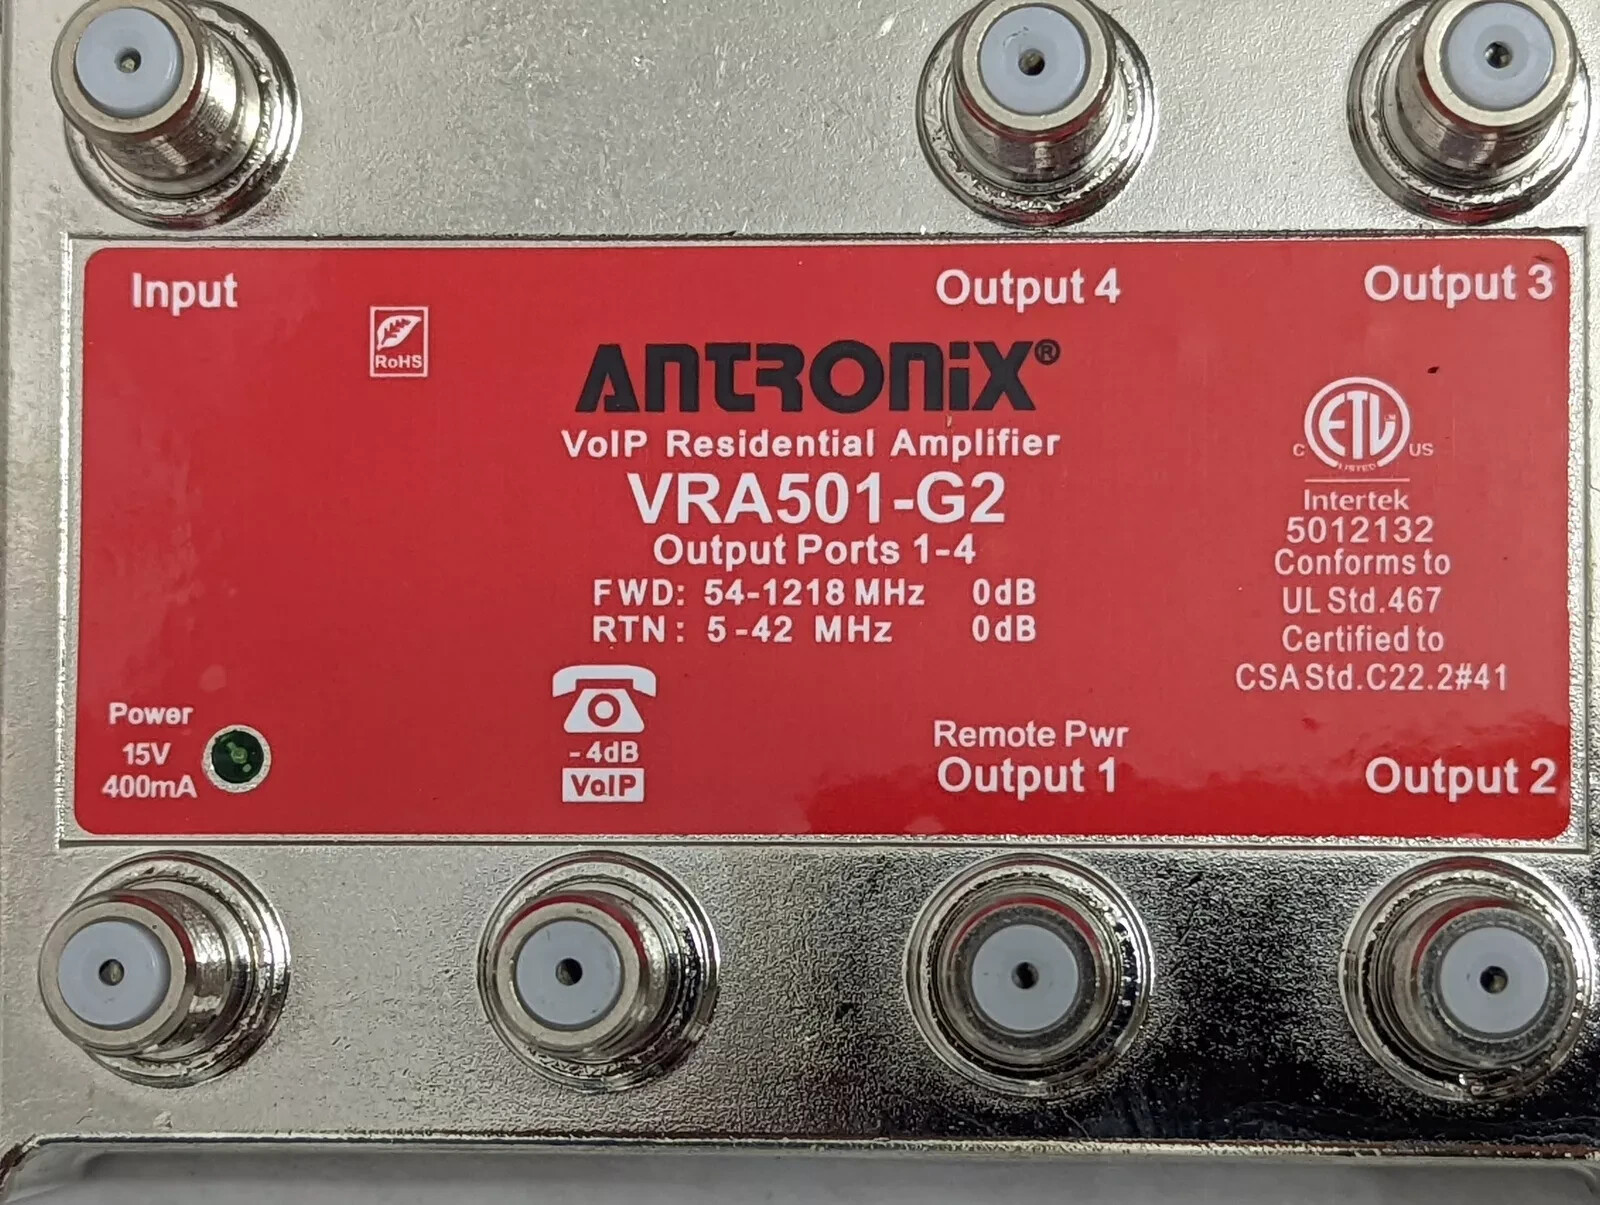 Input
Output 4
Output 3
RoHS
ANTRONiX®
VoIP Residential Amplifier
VRA501-G2
Output Ports 1-4
FWD: 54-1218 MHz 0dB
RTN: 5-42 MHz 0dB
C ETL US
LISTED
Intertek
5012132
Conforms to
UL Std.467
Certified to
CSA Std.C22.2#41
Power
15V
400mA
-4dB
VoIP
Remote Pwr
Output 1
Output 2